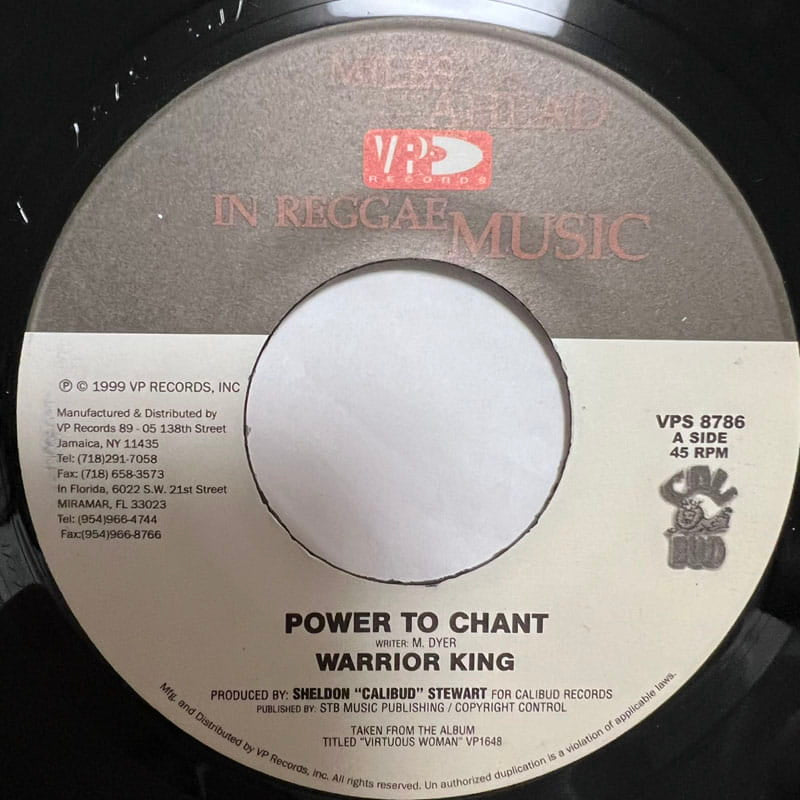 MILES
AHEAD
VP
RECORDS
IN REGGAE
MUSIC
℗ © 1999 VP RECORDS, INC
Manufactured & Distributed by
VP Records 89 - 05 138th Street
Jamaica, NY 11435
Tel: (718)291-7058
Fax: (718) 658-3573
In Florida, 6022 S.W. 21st Street
MIRAMAR, FL 33023
Tel: (954)966-4744
Fax:(954)966-8766
VPS 8786
A SIDE
45 RPM
CALI
BUD
POWER TO CHANT
WRITER: M. DYER
WARRIOR KING
PRODUCED BY: SHELDON "CALIBUD" STEWART FOR CALIBUD RECORDS
PUBLISHED BY: STB MUSIC PUBLISHING / COPYRIGHT CONTROL
TAKEN FROM THE ALBUM
TITLED "VIRTUOUS WOMAN" VP1648
Mfg. and Distributed by VP Records, Inc. All rights reserved. Un authorized duplication is a violation of applicable laws.